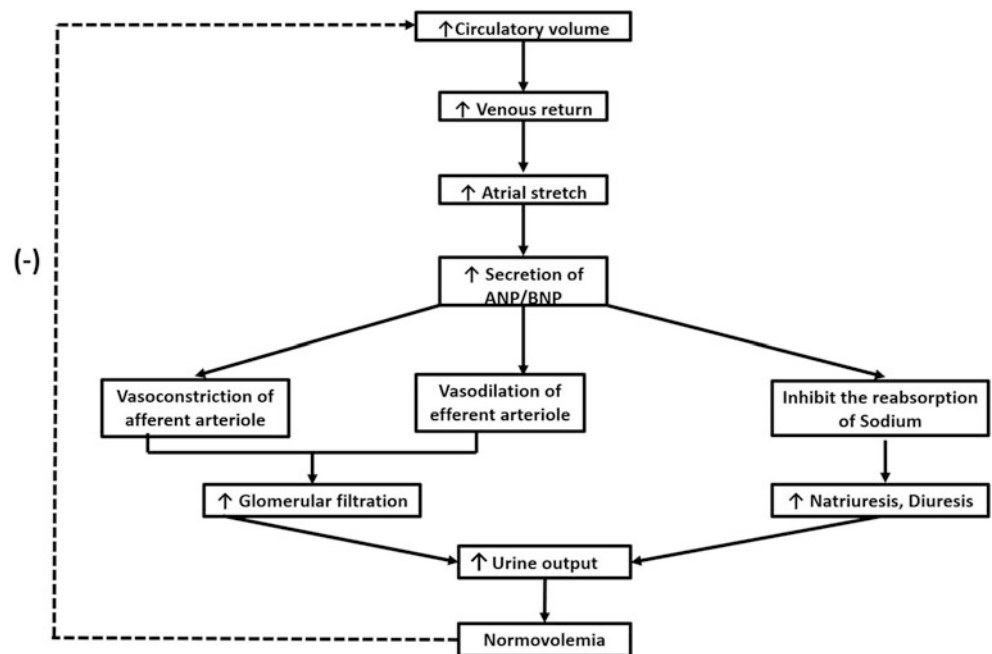 ↑Circulatory volume
↑ Venous return
↑ Atrial stretch
(-)
↑ Secretion of
ANP/BNP
Vasoconstriction of
afferent arteriole
Vasodilation of
efferent arteriole
Inhibit the reabsorption
of Sodium
↑ Glomerular filtration
↑ Natriuresis, Diuresis
↑ Urine output
Normovolemia